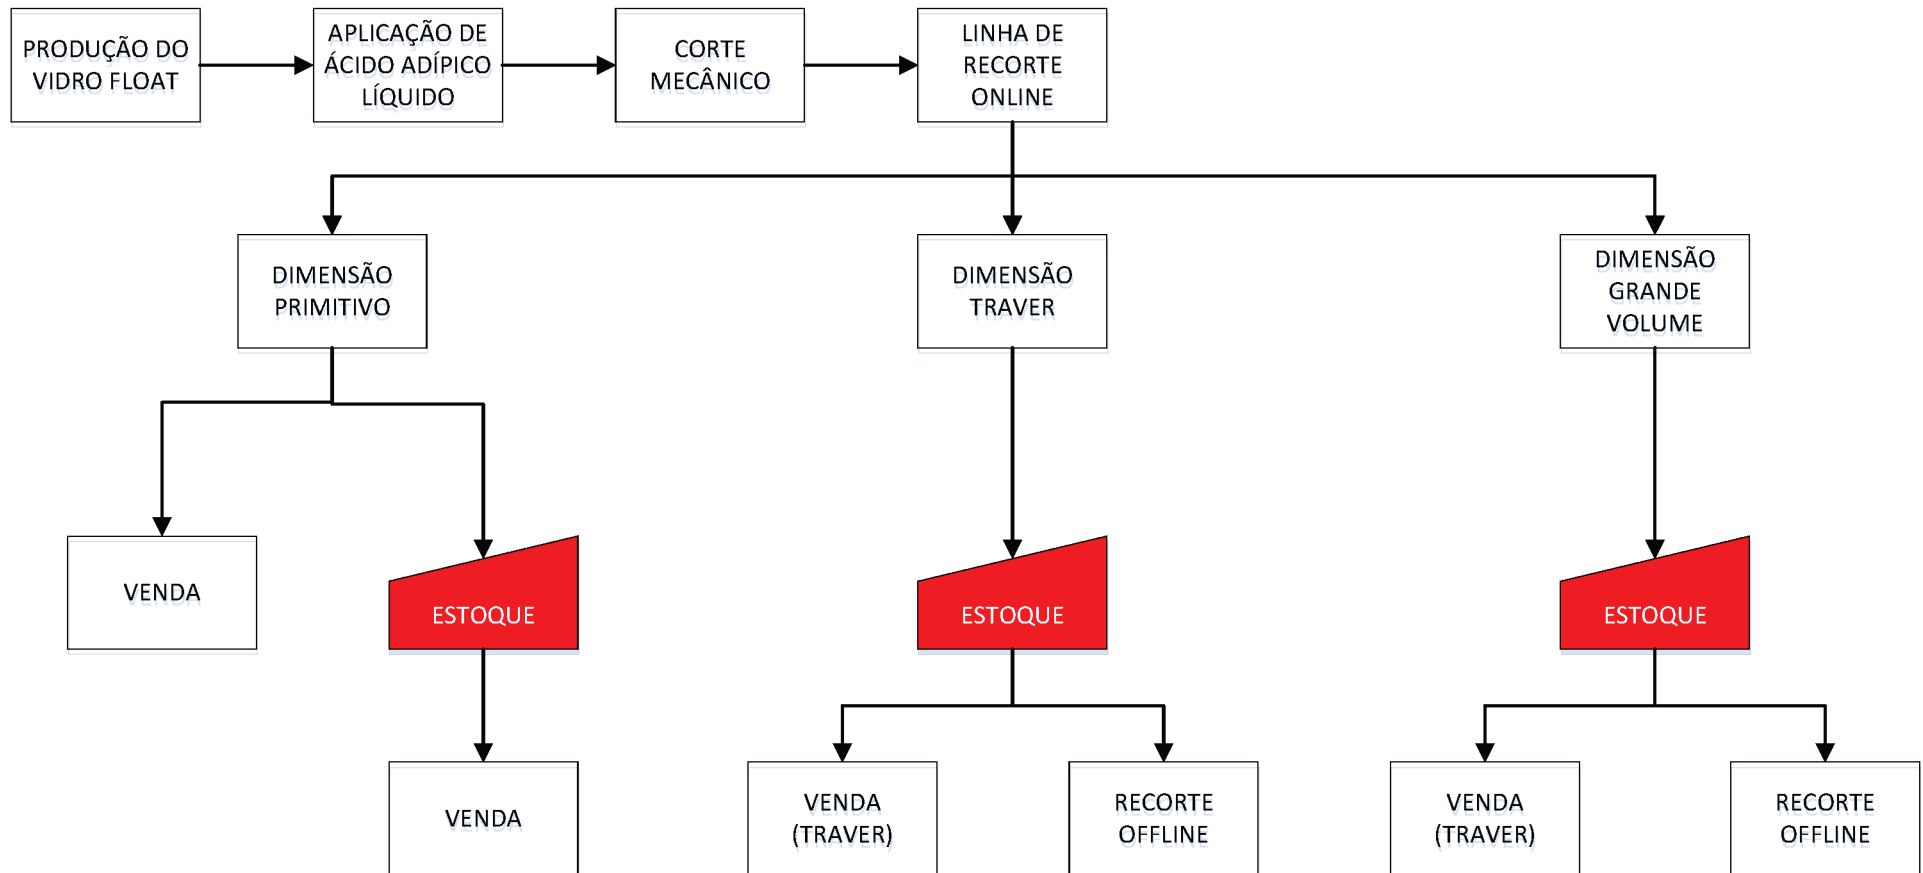 PRODUÇÃO DO
VIDRO FLOAT
APLICAÇÃO DE
ÁCIDO ADÍPICO
LÍQUIDO
CORTE
MECÂNICO
LINHA DE
RECORTE
ONLINE
DIMENSÃO
PRIMITIVO
DIMENSÃO
TRAVER
DIMENSÃO
GRANDE
VOLUME
VENDA
ESTOQUE
ESTOQUE
ESTOQUE
VENDA
VENDA
(TRAVER)
RECORTE
OFFLINE
VENDA
(TRAVER)
RECORTE
OFFLINE